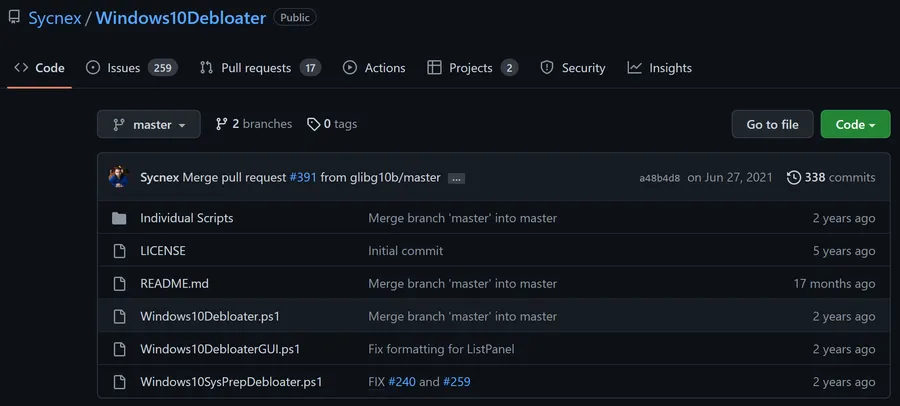 Sycnex / Windows10Debloater Public
Code Issues 259 Pull requests 17 Actions Projects 2 Security Insights
master 2 branches 0 tags Go to file Code
Sycnex Merge pull request #391 from glibg10b/master ... a48b4d8 on Jun 27, 2021 338 commits
Individual Scripts Merge branch 'master' into master 2 years ago
LICENSE Initial commit 5 years ago
README.md Merge branch 'master' into master 17 months ago
Windows10Debloater.ps1 Merge branch 'master' into master 2 years ago
Windows10DebloaterGUI.ps1 Fix formatting for ListPanel 2 years ago
Windows10SysPrepDebloater.ps1 FIX #240 and #259 2 years ago